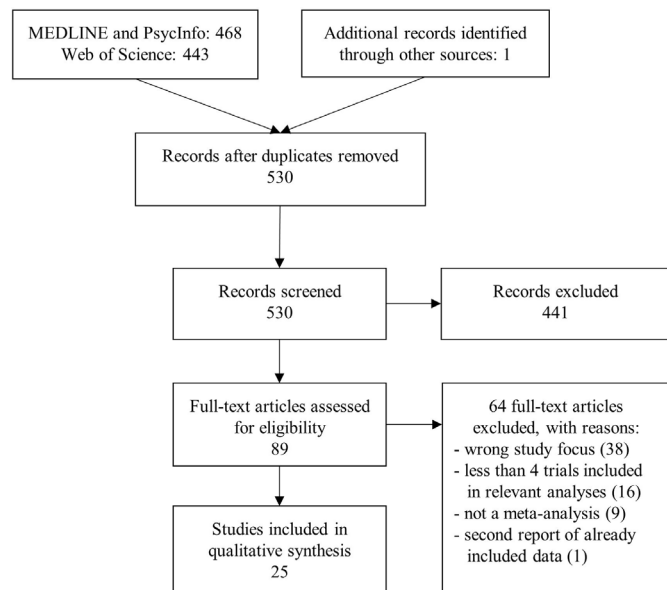 MEDLINE and PsycInfo: 468
Web of Science: 443
Additional records identified
through other sources: 1
Records after duplicates removed
530
Records screened
530
Records excluded
441
Full-text articles assessed
for eligibility
89
64 full-text articles
excluded, with reasons:
- wrong study focus (38)
- less than 4 trials included
in relevant analyses (16)
- not a meta-analysis (9)
- second report of already
included data (1)
Studies included in
qualitative synthesis
25